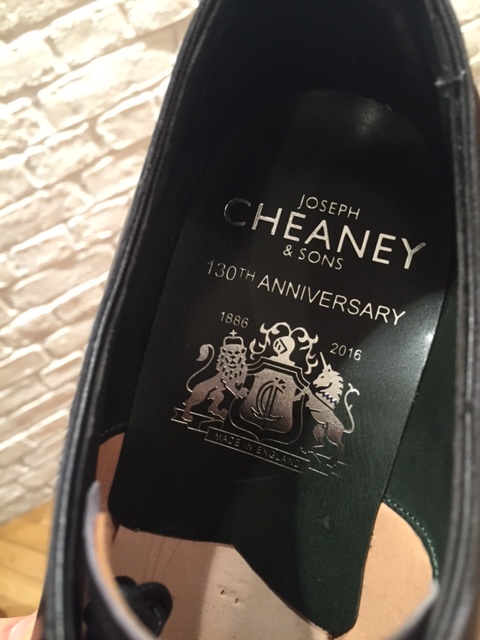 JOSEPH
CHEANEY
& SONS
130TH ANNIVERSARY
1886 2016
MADE IN ENGLAND